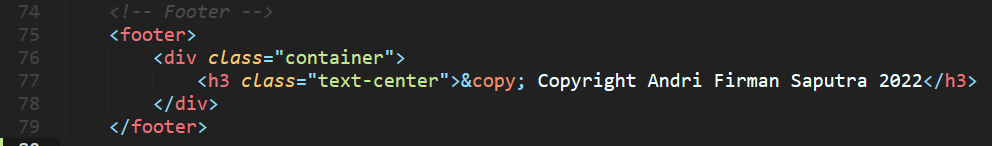 74 <!-- Footer -->
75 <footer>
76 <div class="container">
77 <h3 class="text-center">&copy; Copyright Andri Firman Saputra 2022</h3>
78 </div>
79 </footer>